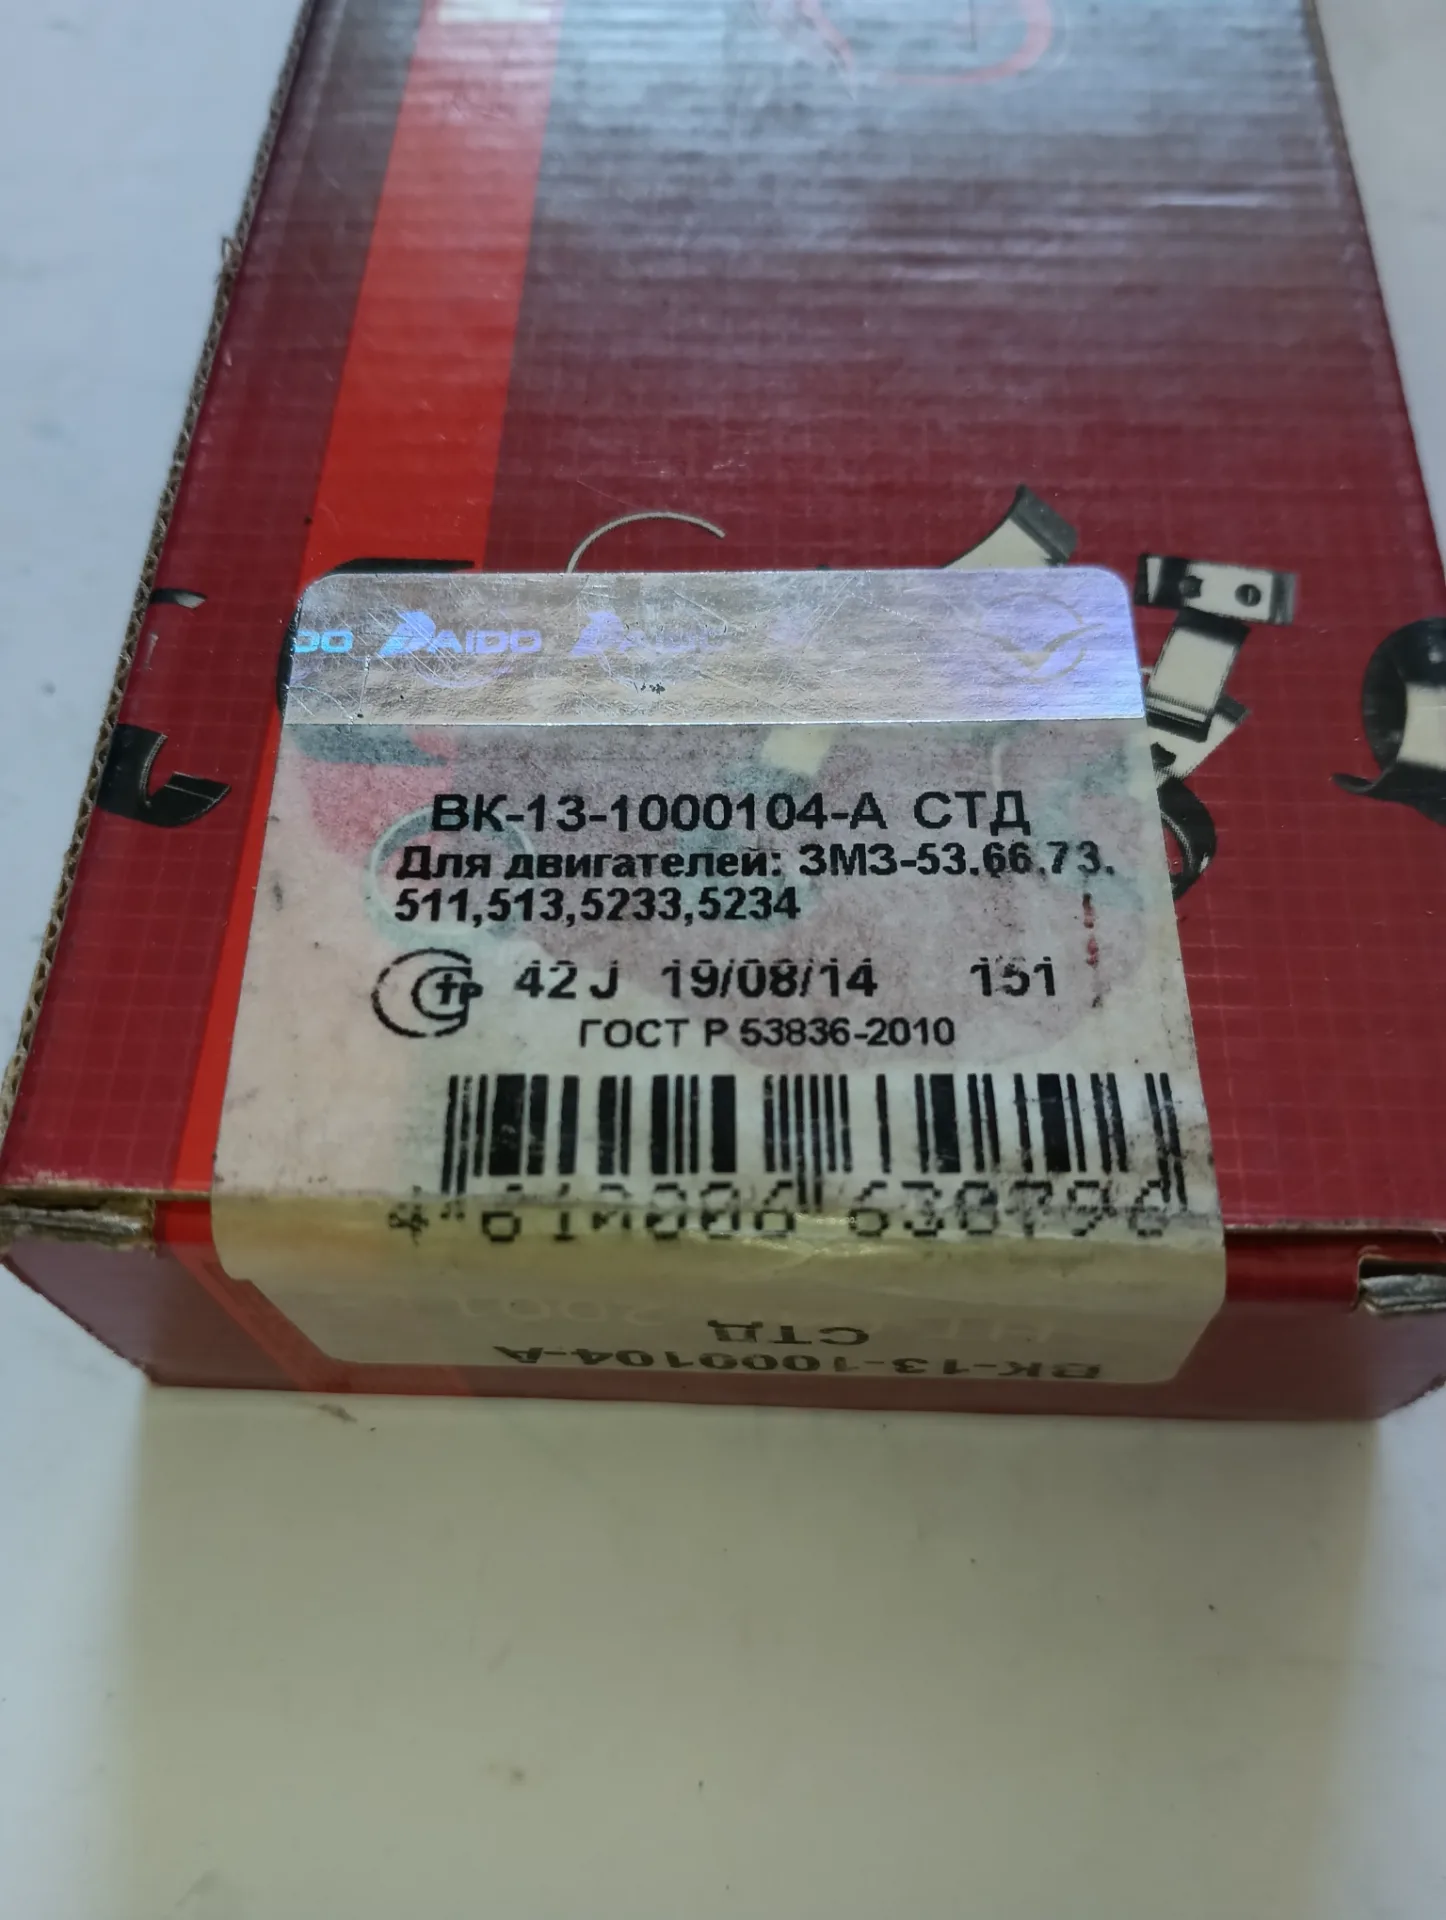 DAIDO
ВК-13-1000104-А СТД
Для двигателей: ЗМЗ-53.66.73.
511,513,5233,5234
42 J 19/08/14 151
ГОСТ Р 53836-2010
ВК-13-1000104-А
СТД